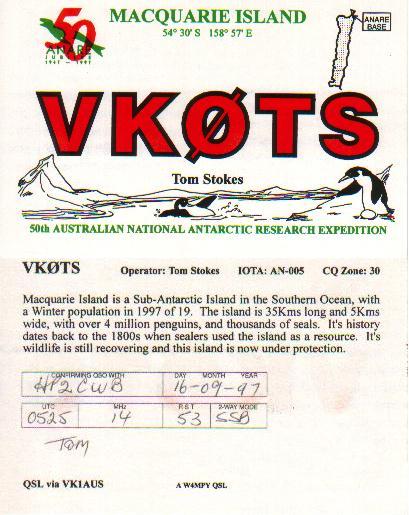 50
ANARE
JUBILEE
1947 - 1997
MACQUARIE ISLAND
54° 30' S 158° 57' E
ANARE
BASE
VKØTS
Tom Stokes
50th AUSTRALIAN NATIONAL ANTARCTIC RESEARCH EXPEDITION
VKØTS Operator: Tom Stokes IOTA: AN-005 CQ Zone: 30
Macquarie Island is a Sub-Antarctic Island in the Southern Ocean, with
a Winter population in 1997 of 19. The island is 35Kms long and 5Kms
wide, with over 4 million penguins, and thousands of seals. It's history
dates back to the 1800s when sealers used the island as a resource. It's
wildlife is still recovering and this island is now under protection.
CONFIRMING QSO WITH DAY MONTH YEAR
HP2CWB 16-09-97
UTC MHz RST 2-WAY MODE
0525 14 53 SSB
Tom
QSL via VK1AUS A W4MPY QSL